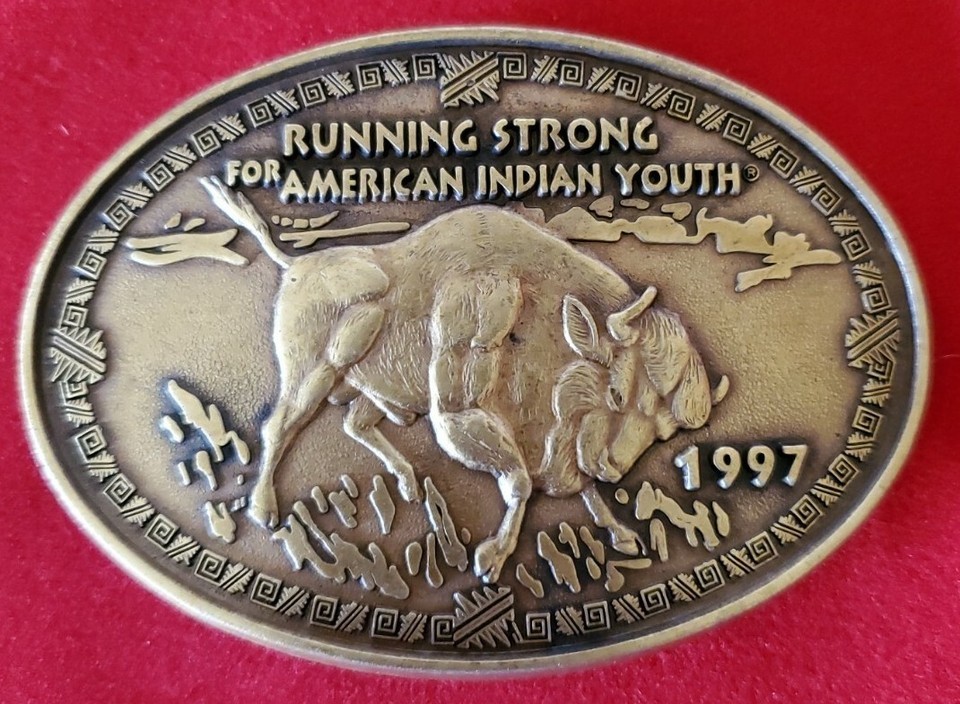 RUNNING STRONG
FOR AMERICAN INDIAN YOUTH®
1997